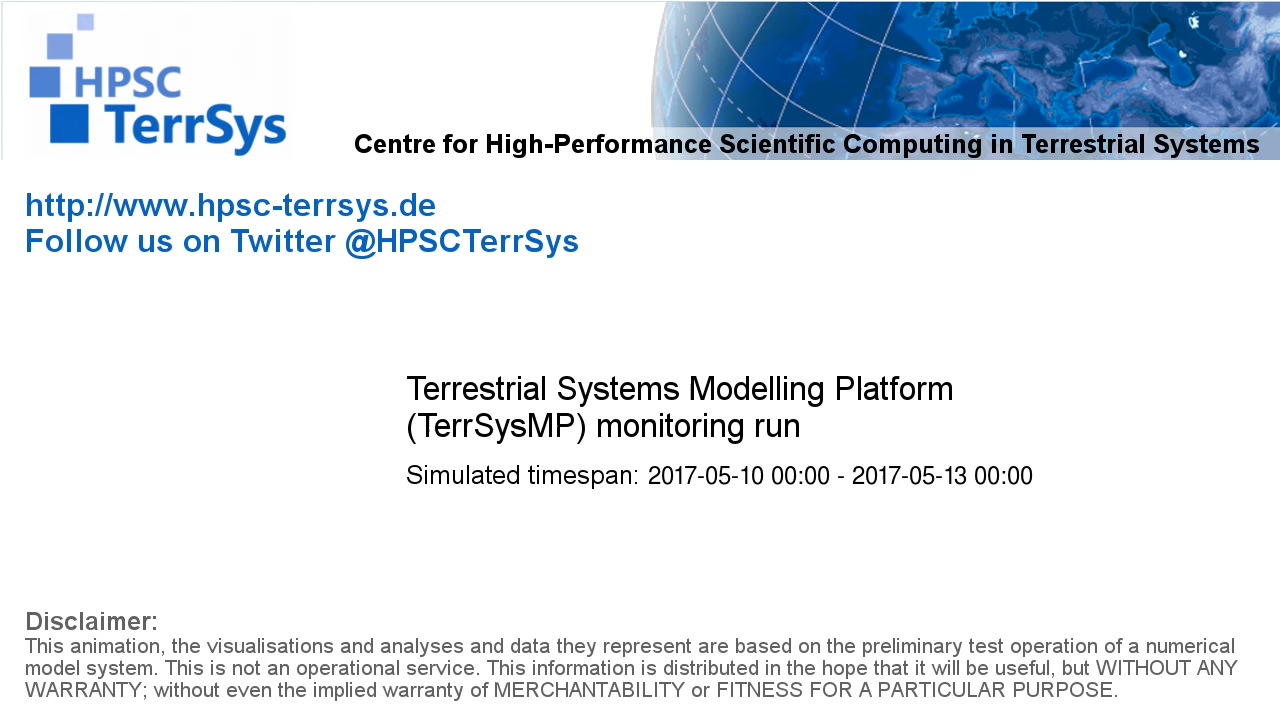 HPSC
TerrSys
Centre for High-Performance Scientific Computing in Terrestrial Systems
http://www.hpsc-terrsys.de
Follow us on Twitter @HPSCTerrSys
Terrestrial Systems Modelling Platform
(TerrSysMP) monitoring run
Simulated timespan: 2017-05-10 00:00 - 2017-05-13 00:00
Disclaimer:
This animation, the visualisations and analyses and data they represent are based on the preliminary test operation of a numerical
model system. This is not an operational service. This information is distributed in the hope that it will be useful, but WITHOUT ANY
WARRANTY; without even the implied warranty of MERCHANTABILITY or FITNESS FOR A PARTICULAR PURPOSE.